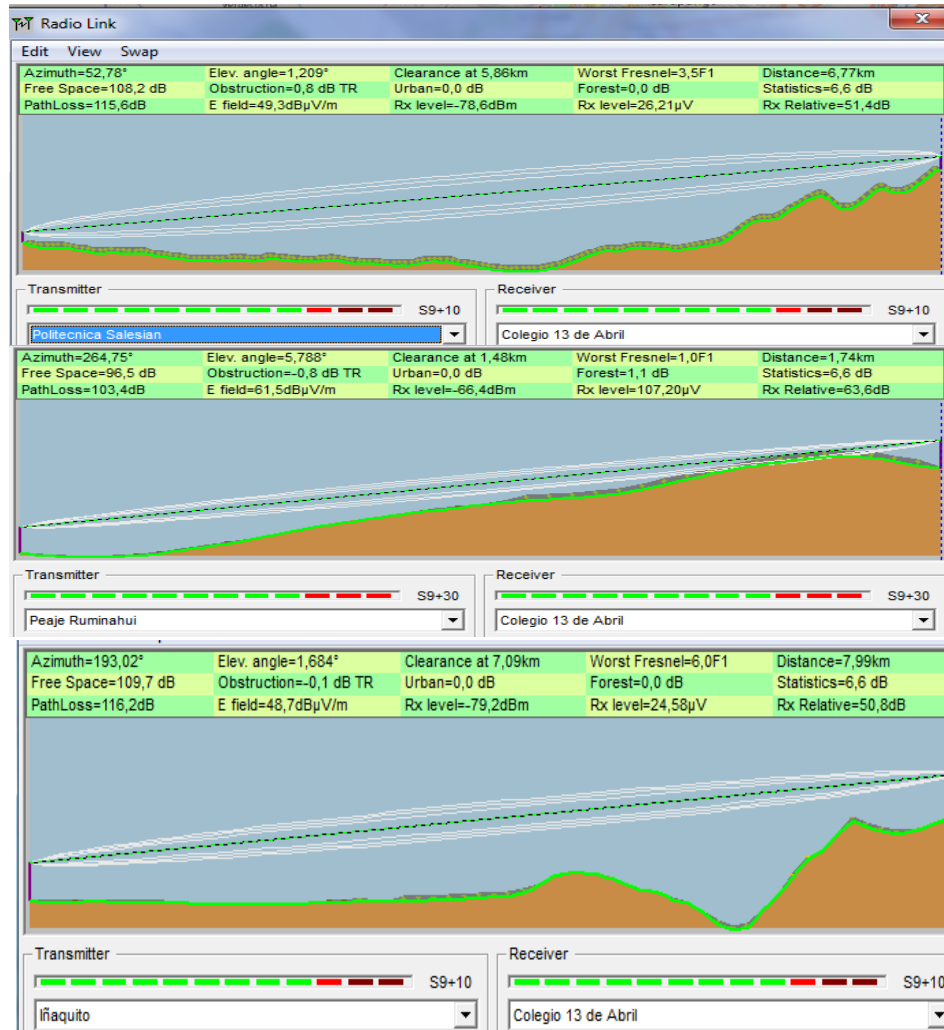 Radio Link
Edit View Swap
Azimuth=52,78° Elev. angle=1,209° Clearance at 5,86km Worst Fresnel=3,5F1 Distance=6,77km
Free Space=108,2 dB Obstruction=0,8 dB TR Urban=0,0 dB Forest=0,0 dB Statistics=6,6 dB
PathLoss=115,6dB E field=49,3dBµV/m Rx level=-78,6dBm Rx level=26,21µV Rx Relative=51,4dB
Transmitter Receiver
S9+10 S9+10
Politecnica Salesian Colegio 13 de Abril
Azimuth=264,75° Elev. angle=5,788° Clearance at 1,48km Worst Fresnel=1,0F1 Distance=1,74km
Free Space=96,5 dB Obstruction=-0,8 dB TR Urban=0,0 dB Forest=1,1 dB Statistics=6,6 dB
PathLoss=103,4dB E field=61,5dBµV/m Rx level=-66,4dBm Rx level=107,20µV Rx Relative=63,6dB
Transmitter Receiver
S9+30 S9+30
Peaje Ruminahui Colegio 13 de Abril
Azimuth=193,02° Elev. angle=1,684° Clearance at 7,09km Worst Fresnel=6,0F1 Distance=7,99km
Free Space=109,7 dB Obstruction=-0,1 dB TR Urban=0,0 dB Forest=0,0 dB Statistics=6,6 dB
PathLoss=116,2dB E field=48,7dBµV/m Rx level=-79,2dBm Rx level=24,58µV Rx Relative=50,8dB
Transmitter Receiver
S9+10 S9+10
Iñaquito Colegio 13 de Abril